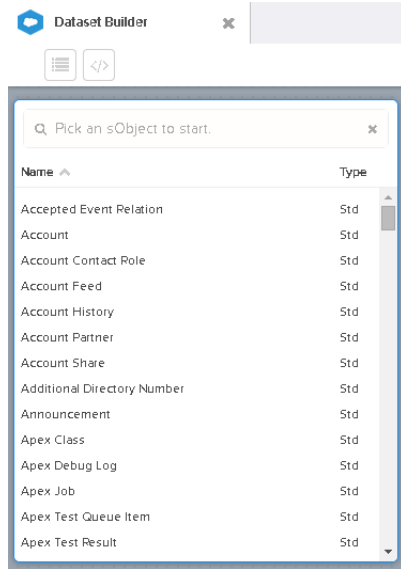 Dataset Builder
</>
Pick an sObject to start.
Name Type
Accepted Event Relation Std
Account Std
Account Contact Role Std
Account Feed Std
Account History Std
Account Partner Std
Account Share Std
Additional Directory Number Std
Announcement Std
Apex Class Std
Apex Debug Log Std
Apex Job Std
Apex Test Queue Item Std
Apex Test Result Std